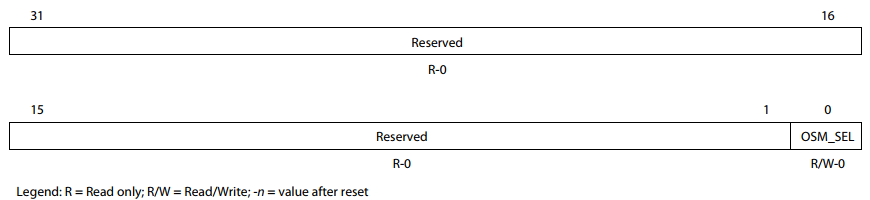 31 16
Reserved
R-0
15 1 0
Reserved OSM_SEL
R-0 R/W-0
Legend: R = Read only; R/W = Read/Write; -n = value after reset